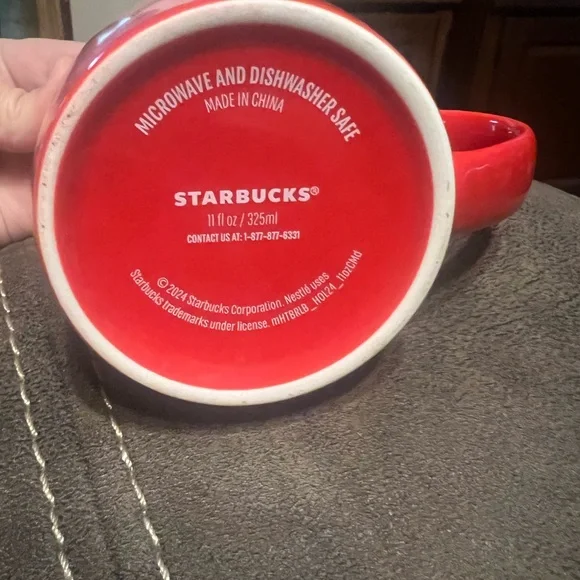 MICROWAVE AND DISHWASHER SAFE
MADE IN CHINA
STARBUCKS®
11 fl oz / 325ml
CONTACT US AT: 1-877-877-6331
© 2024 Starbucks Corporation. Nestlé uses
Starbucks trademarks under license. mHTBRLB_HOL24_11ozCMd